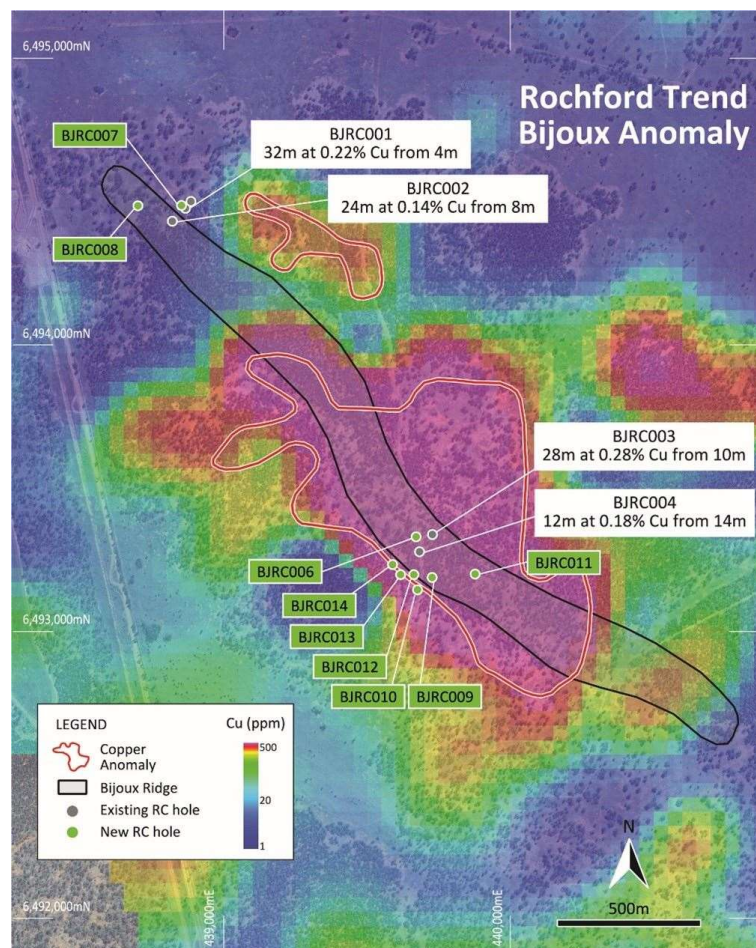 6,495,000mN
Rochford Trend
Bijoux Anomaly
BJRC007
BJRC001
32m at 0.22% Cu from 4m
BJRC002
24m at 0.14% Cu from 8m
BJRC008
6,494,000mN
BJRC003
28m at 0.28% Cu from 10m
BJRC004
12m at 0.18% Cu from 14m
BJRC006
BJRC011
BJRC014
6,493,000mN
BJRC013
BJRC012
BJRC010
BJRC009
LEGEND
Copper
Anomaly
Bijoux Ridge
Existing RC hole
New RC hole
Cu (ppm)
500
20
1
N
500m
6,492,000mN
439,000mE
440,000mE